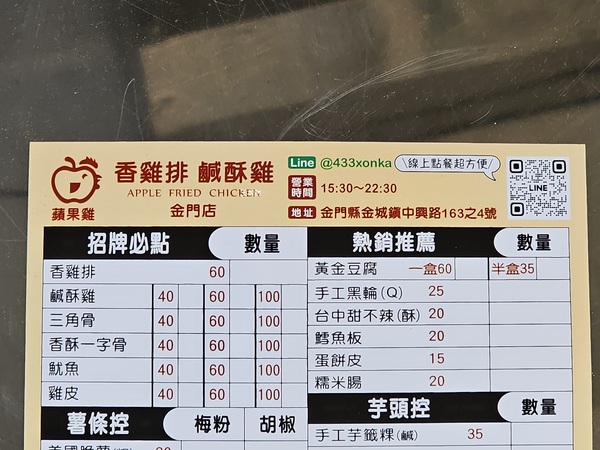 香雞排 鹹酥雞
APPLE FRIED CHICKEN
蘋果雞
金門店
Line @433xonka 線上點餐超方便
營業時間 15:30~22:30
地址 金門縣金城鎮中興路163之4號
LINE
招牌必點 數量
香雞排 60
鹹酥雞 40 60 100
三角骨 40 60 100
香酥一字骨 40 60 100
魷魚 40 60 100
雞皮 40 60 100
薯條控 梅粉 胡椒
熱銷推薦 數量
黃金豆腐 一盒60 半盒35
手工黑輪(Q) 25
台中甜不辣(酥) 20
鱈魚板 20
蛋餅皮 15
糯米腸 20
芋頭控 數量
手工芋籤粿(鹹) 35